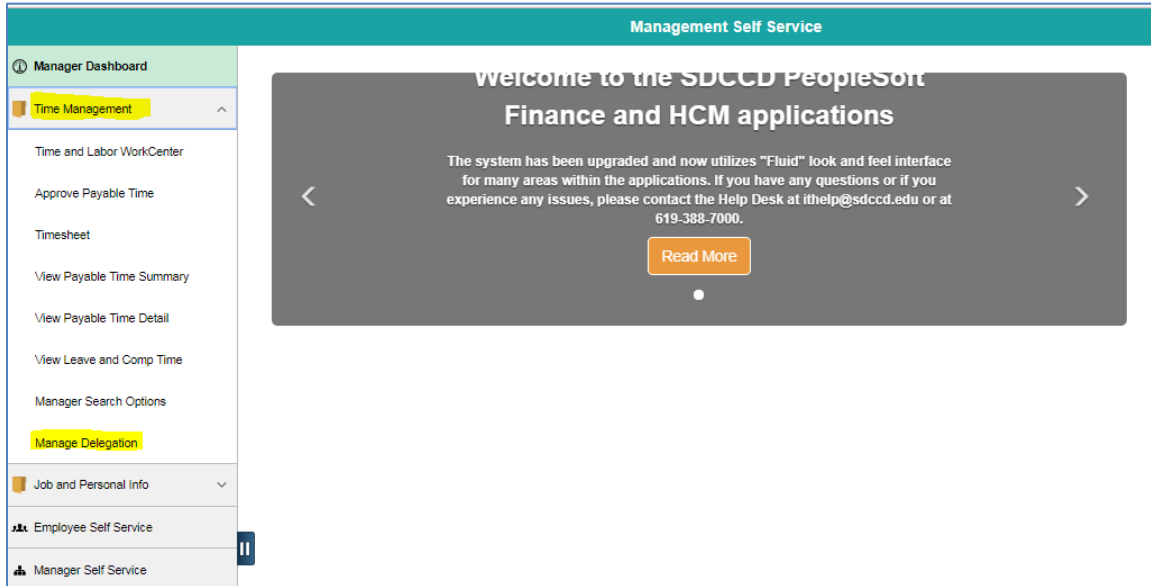 Management Self Service
Manager Dashboard
Time Management
Time and Labor WorkCenter
Approve Payable Time
Timesheet
View Payable Time Summary
View Payable Time Detail
View Leave and Comp Time
Manager Search Options
Manage Delegation
Job and Personal Info
Employee Self Service
Manager Self Service
Welcome to the SDCCD PeopleSoft
Finance and HCM applications
The system has been upgraded and now utilizes "Fluid" look and feel interface
for many areas within the applications. If you have any questions or if you
experience any issues, please contact the Help Desk at ithelp@sdccd.edu or at
619-388-7000.
Read More